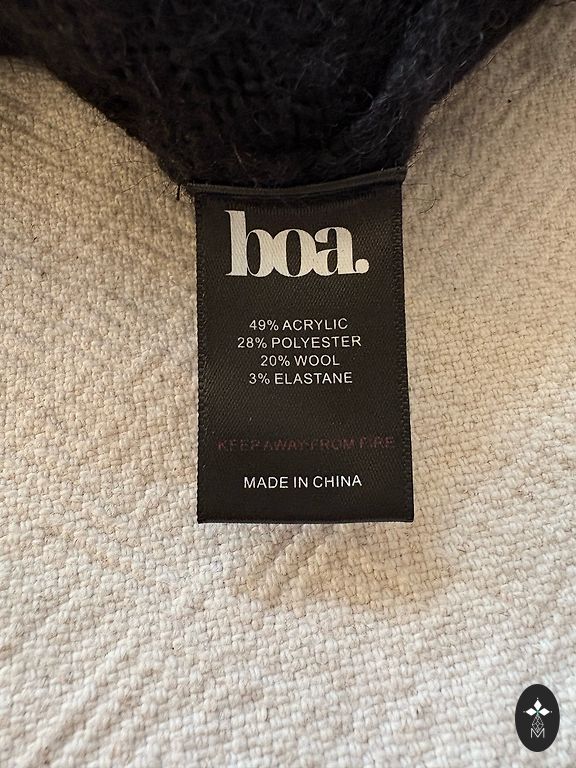 boa.
49% ACRYLIC
28% POLYESTER
20% WOOL
3% ELASTANE
KEEP AWAY FROM FIRE
MADE IN CHINA
M